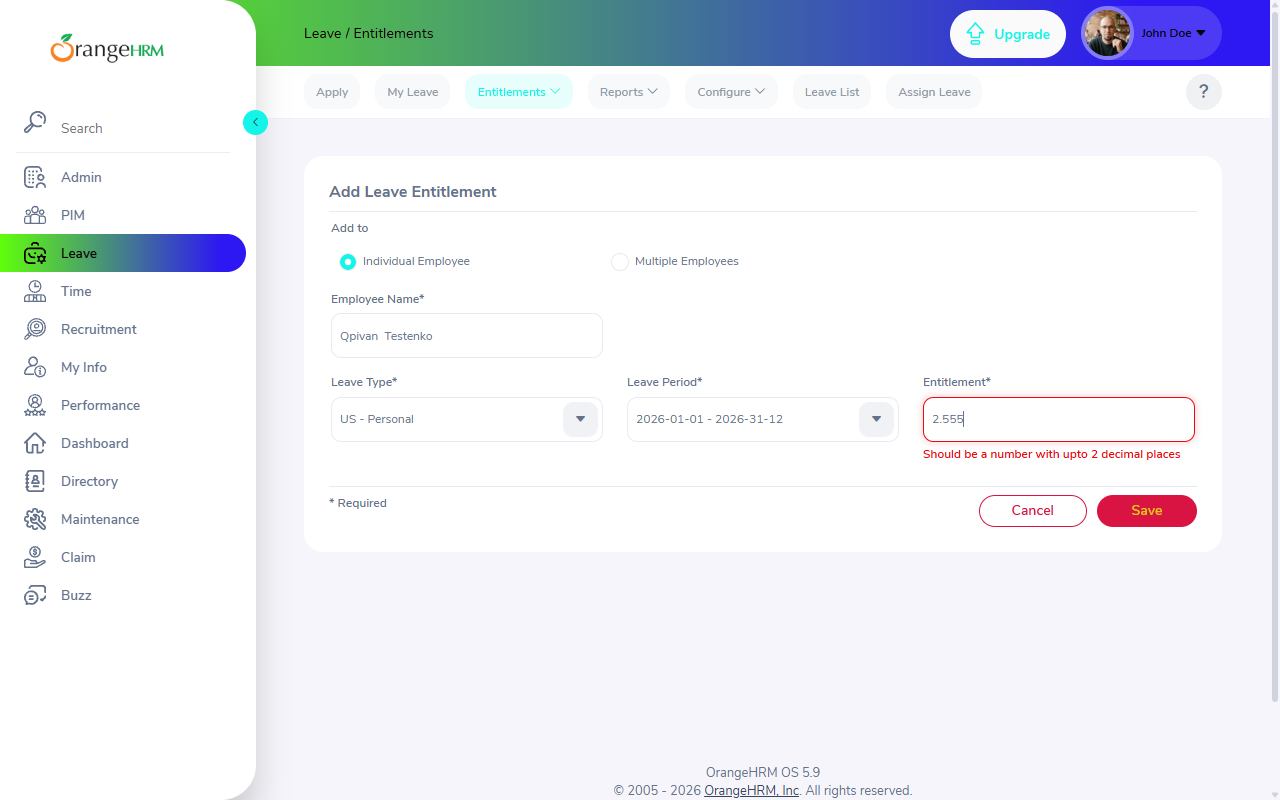 OrangeHRM
Leave / Entitlements
Upgrade
John Doe
Apply
My Leave
Entitlements
Reports
Configure
Leave List
Assign Leave
?
Search
Admin
PIM
Leave
Time
Recruitment
My Info
Performance
Dashboard
Directory
Maintenance
Claim
Buzz
Add Leave Entitlement
Add to
Individual Employee
Multiple Employees
Employee Name*
Qpivan  Testenko
Leave Type*
Leave Period*
Entitlement*
US - Personal
2026-01-01 - 2026-31-12
2.555
Should be a number with upto 2 decimal places
* Required
Cancel
Save
OrangeHRM OS 5.9
© 2005 - 2026 OrangeHRM, Inc. All rights reserved.